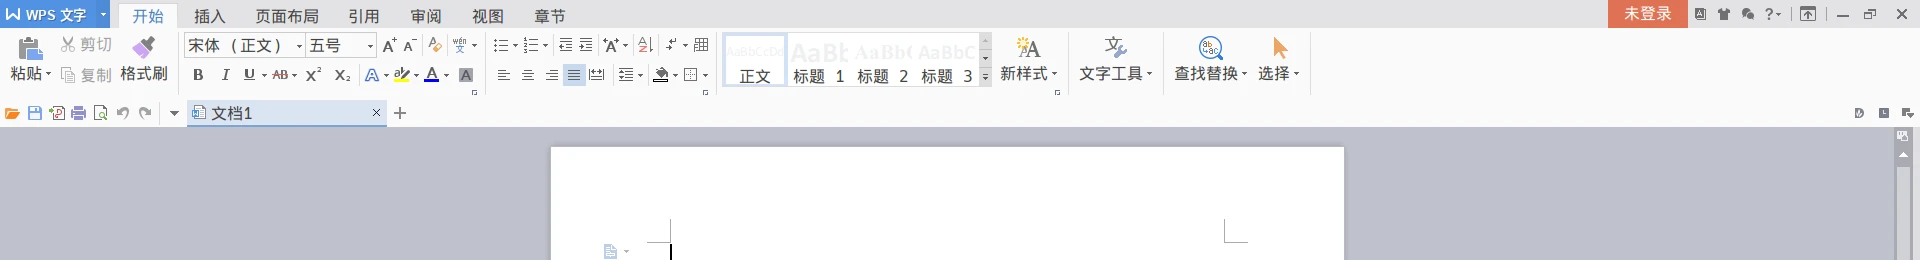 WPS 文字 开始 插入 页面布局 引用 审阅 视图 章节 未登录
粘贴 剪切 复制 格式刷 宋体 (正文) 五号
B I U AB X² X₂ A A A
AaBbCcDd AaBb AaBb( AaBbC
正文 标题 1 标题 2 标题 3 新样式 文字工具 查找替换 选择
文档1